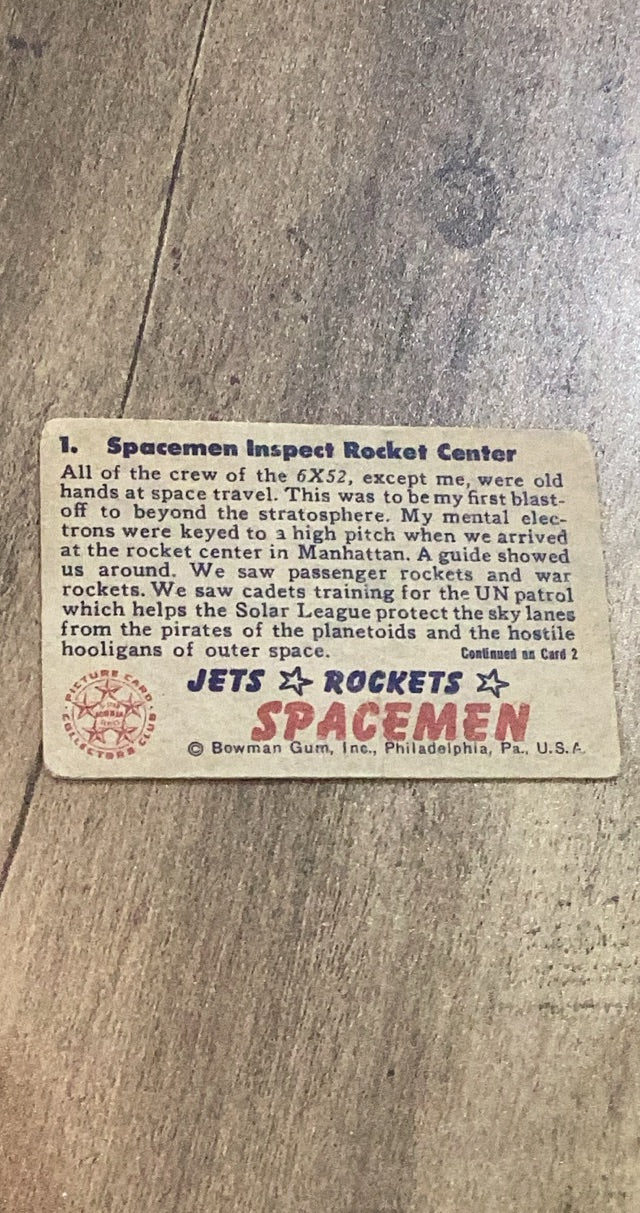 1. Spacemen Inspect Rocket Center
All of the crew of the 6X52, except me, were old
hands at space travel. This was to be my first blast-
off to beyond the stratosphere. My mental elec-
trons were keyed to a high pitch when we arrived
at the rocket center in Manhattan. A guide showed
us around. We saw passenger rockets and war
rockets. We saw cadets training for the UN patrol
which helps the Solar League protect the sky lanes
from the pirates of the planetoids and the hostile
hooligans of outer space. Continued on Card 2
PICTURE CARD
COLLECTORS CLUB
JETS ☆ ROCKETS ☆
SPACEMEN
© Bowman Gum, Inc., Philadelphia, Pa., U.S.A.